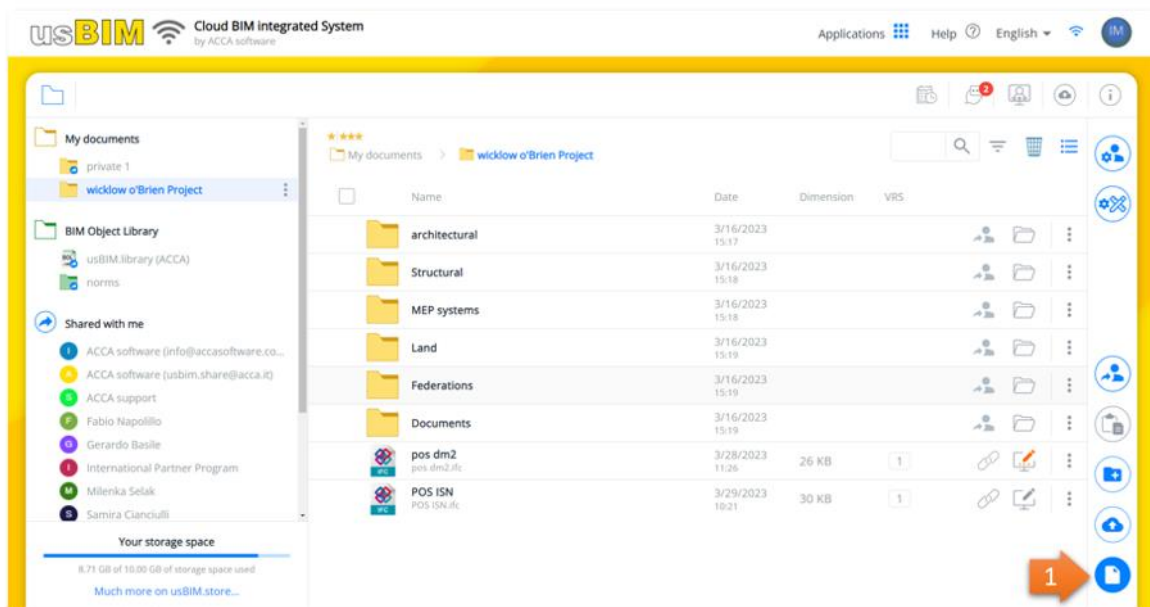 usBIM Cloud BIM integrated System
by ACCA software
Applications Help English
IM
2
My documents
private 1
wicklow o'Brien Project
BIM Object Library
usBIM.library (ACCA)
norms
Shared with me
I ACCA software (info@accasoftware.co...
A ACCA software (usbim.share@acca.it)
S ACCA support
F Fabio Napolillo
G Gerardo Basile
I International Partner Program
M Milenka Selak
S Samira Cianciulli
Your storage space
8.71 GB of 10.00 GB of storage space used
Much more on usBIM.store...
My documents > wicklow o'Brien Project
Name Date Dimension VRS
architectural 3/16/2023
15:17
Structural 3/16/2023
15:18
MEP systems 3/16/2023
15:18
Land 3/16/2023
15:19
Federations 3/16/2023
15:19
Documents 3/16/2023
15:19
pos dm2 3/28/2023 26 KB 1
IFC pos dm2.ifc 11:26
POS ISN 3/29/2023 30 KB 1
IFC POS ISN.ifc 10:21
1